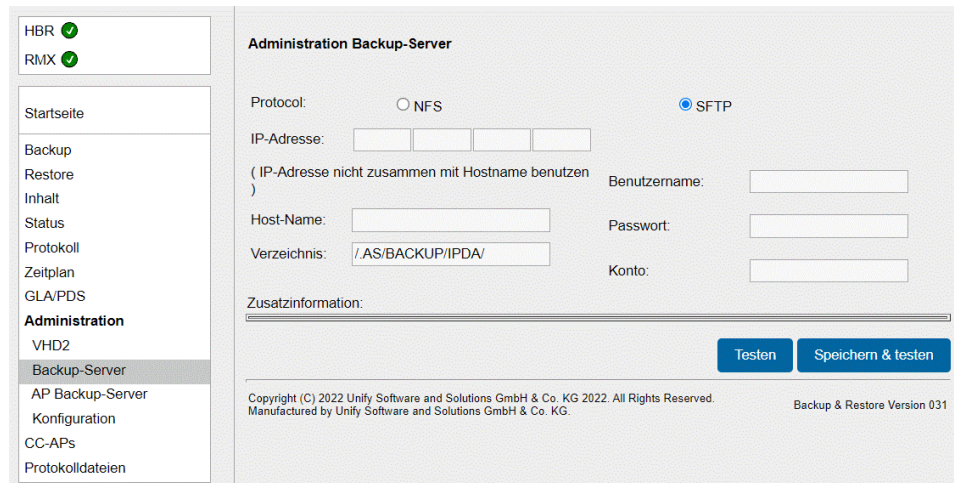 HBR
RMX
Startseite
Backup
Restore
Inhalt
Status
Protokoll
Zeitplan
GLA/PDS
Administration
VHD2
Backup-Server
AP Backup-Server
Konfiguration
CC-APs
Protokolldateien
Administration Backup-Server
Protocol: NFS SFTP
IP-Adresse:
( IP-Adresse nicht zusammen mit Hostname benutzen
)
Host-Name:
Verzeichnis: /.AS/BACKUP/IPDA/
Benutzername:
Passwort:
Konto:
Zusatzinformation:
Testen Speichern & testen
Copyright (C) 2022 Unify Software and Solutions GmbH & Co. KG 2022. All Rights Reserved.
Manufactured by Unify Software and Solutions GmbH & Co. KG.
Backup & Restore Version 031